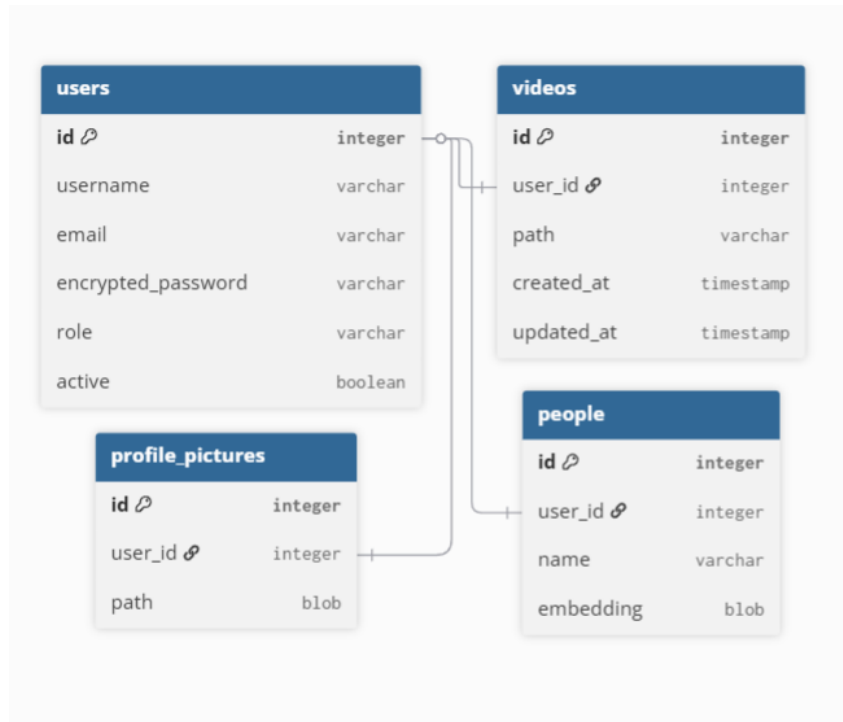 users
id integer
username varchar
email varchar
encrypted_password varchar
role varchar
active boolean
videos
id integer
user_id integer
path varchar
created_at timestamp
updated_at timestamp
profile_pictures
id integer
user_id integer
path blob
people
id integer
user_id integer
name varchar
embedding blob